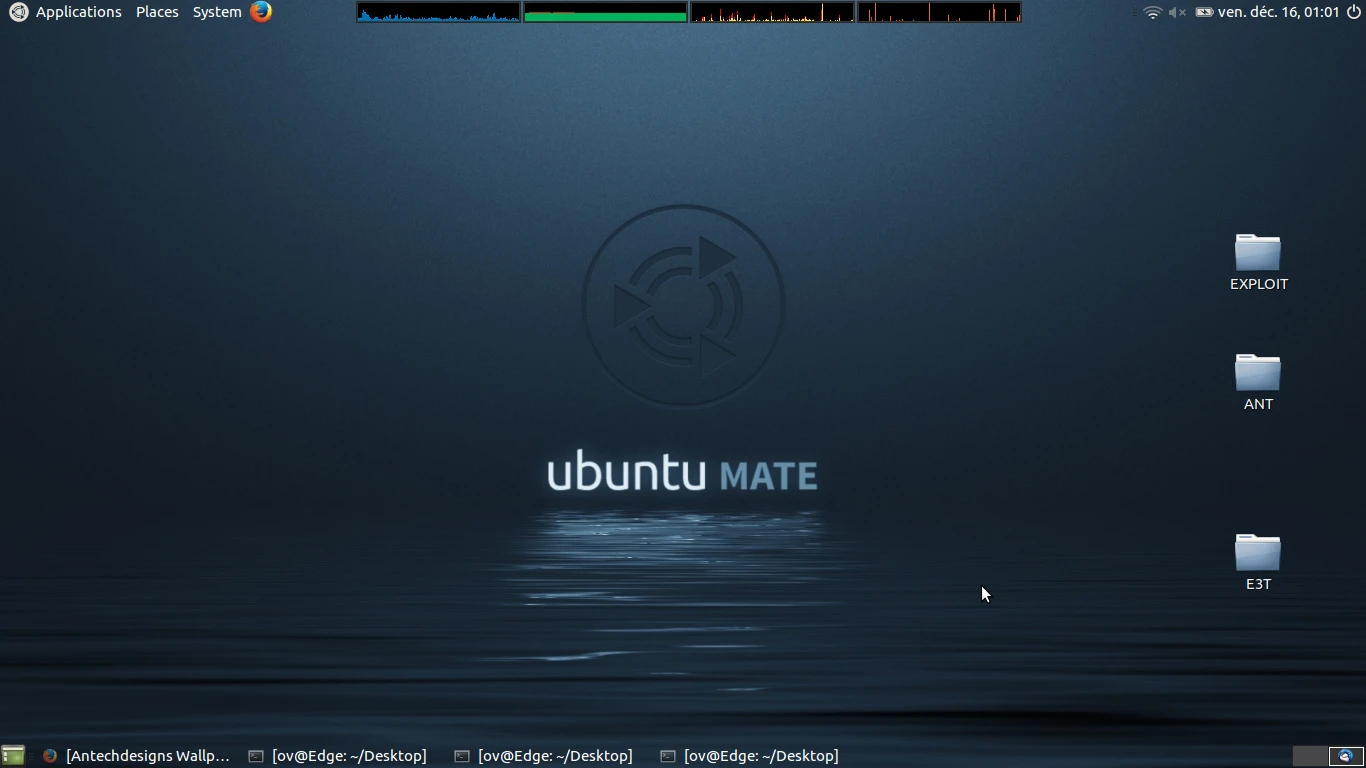 Applications Places System
ven. déc. 16, 01:01
EXPLOIT
ANT
ubuntu MATE
E3T
[Antechdesigns Wallp...
[ov@Edge: ~/Desktop]
[ov@Edge: ~/Desktop]
[ov@Edge: ~/Desktop]